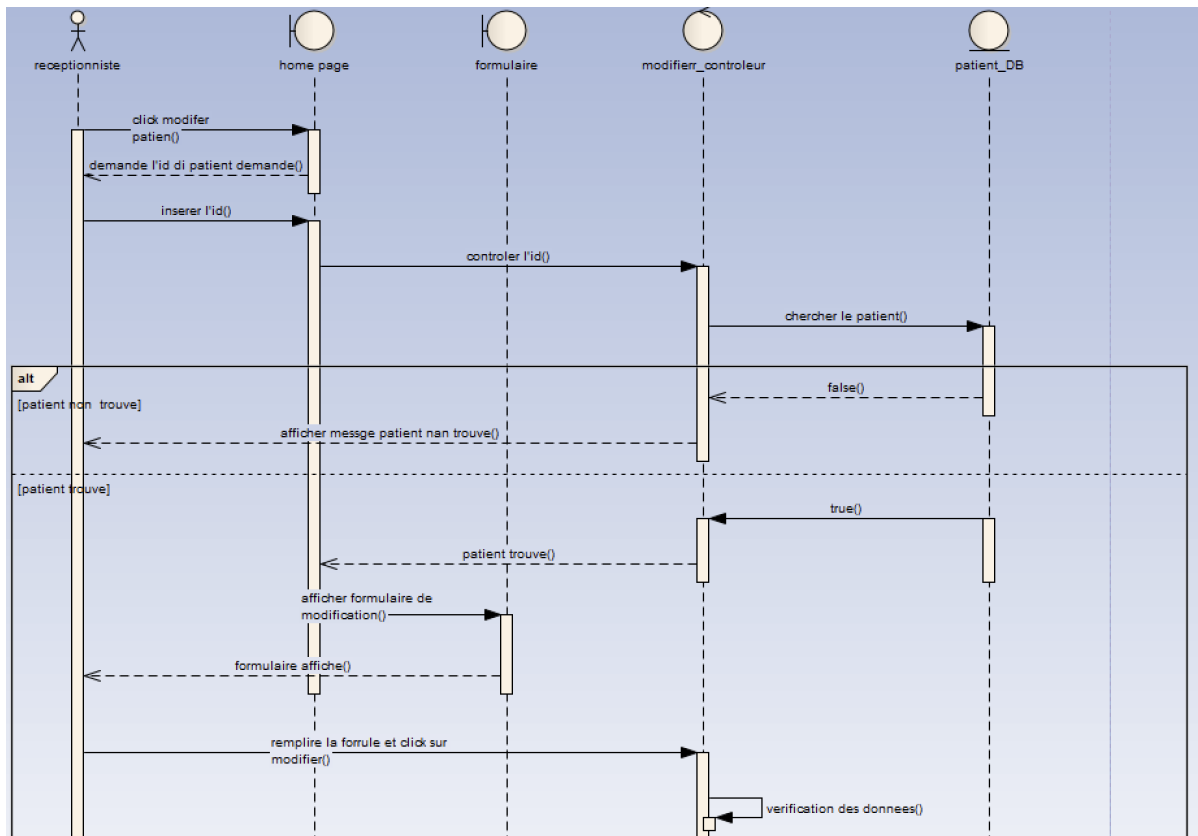 receptionniste
home page
formulaire
modifierr_controleur
patient_DB
click modifer
patien()
demande l'id di patient demande()
inserer l'id()
controler l'id()
chercher le patient()
alt
false()
[patient non trouve]
afficher messge patient nan trouve()
[patient trouve]
true()
patient trouve()
afficher formulaire de
modification()
formulaire affiche()
remplire la forrule et click sur
modifier()
verification des donnees()